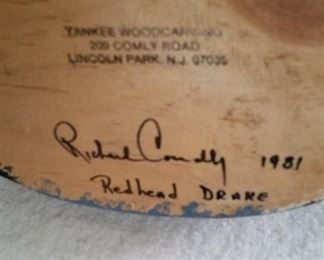 YANKEE WOODCARVING
209 COMLY ROAD
LINCOLN PARK, N.J. 07035
Richard Connolly 1981
Redhead DRAKE